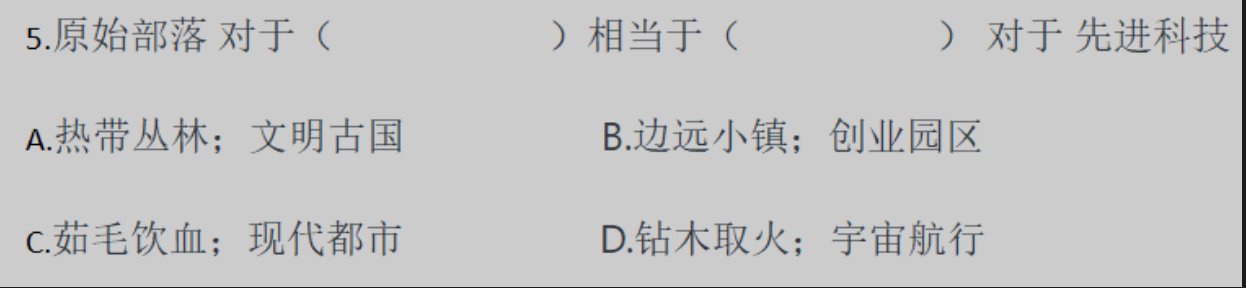 5.原始部落 对于（ ）相当于（ ） 对于 先进科技
A.热带丛林；文明古国 B.边远小镇；创业园区
C.茹毛饮血；现代都市 D.钻木取火；宇宙航行